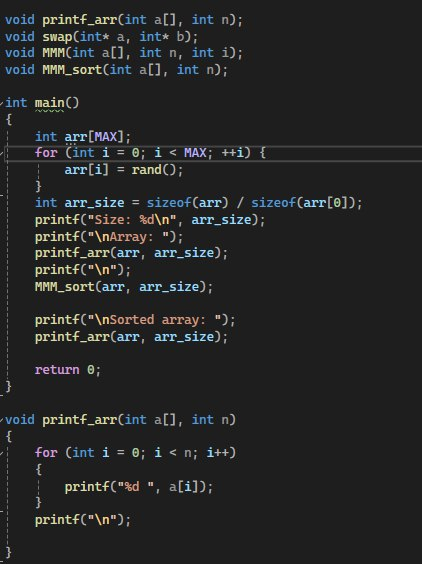 void printf_arr(int a[], int n);
void swap(int* a, int* b);
void MMM(int a[], int n, int i);
void MMM_sort(int a[], int n);
int main()
{
int arr[MAX];
for (int i = 0; i < MAX; ++i) {
arr[i] = rand();
}
int arr_size = sizeof(arr) / sizeof(arr[0]);
printf("Size: %d\n", arr_size);
printf("\nArray: ");
printf_arr(arr, arr_size);
printf("\n");
MMM_sort(arr, arr_size);
printf("\nSorted array: ");
printf_arr(arr, arr_size);
return 0;
}
void printf_arr(int a[], int n)
{
for (int i = 0; i < n; i++)
{
printf("%d ", a[i]);
}
printf("\n");
}